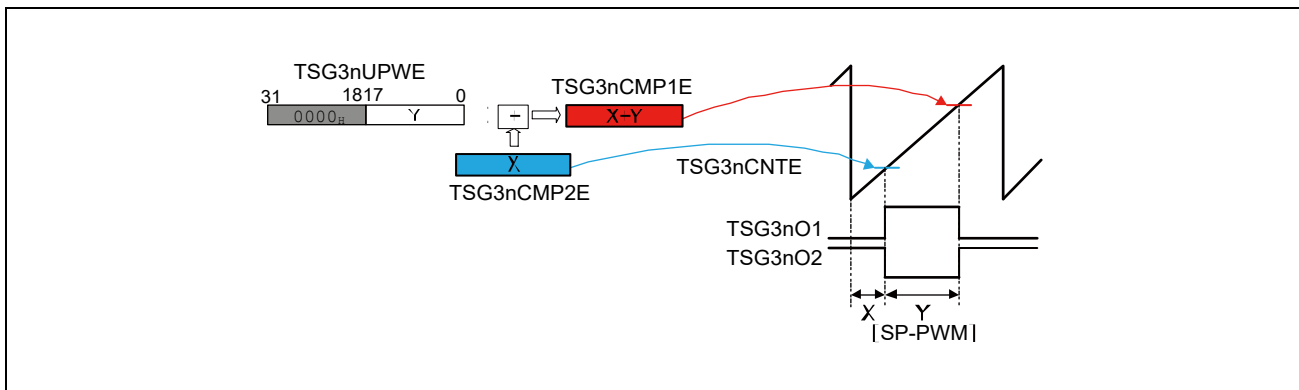 TSG3nUPWE
31 1817 0
0000H Y
+
TSG3nCMP1E
X+Y
X
TSG3nCMP2E
TSG3nCNTE
TSG3nO1
TSG3nO2
X Y
[SP-PWM]